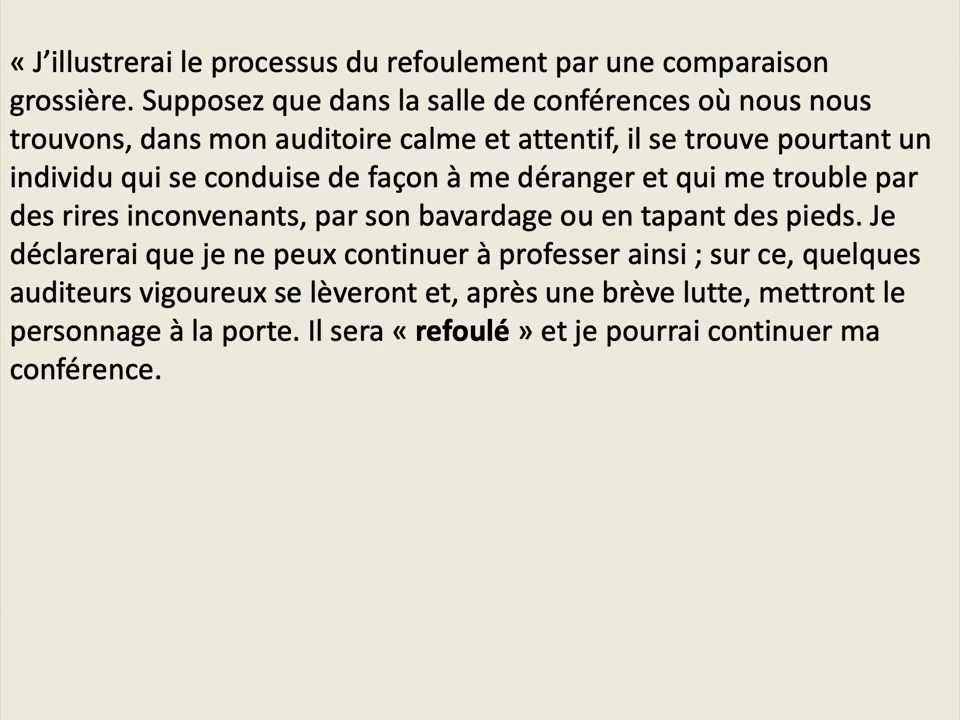 « J’illustrerai le processus du refoulement par une comparaison
grossière. Supposez que dans la salle de conférences où nous nous
trouvons, dans mon auditoire calme et attentif, il se trouve pourtant un
individu qui se conduise de façon à me déranger et qui me trouble par
des rires inconvenants, par son bavardage ou en tapant des pieds. Je
déclarerai que je ne peux continuer à professer ainsi ; sur ce, quelques
auditeurs vigoureux se lèveront et, après une brève lutte, mettront le
personnage à la porte. Il sera « refoulé » et je pourrai continuer ma
conférence.